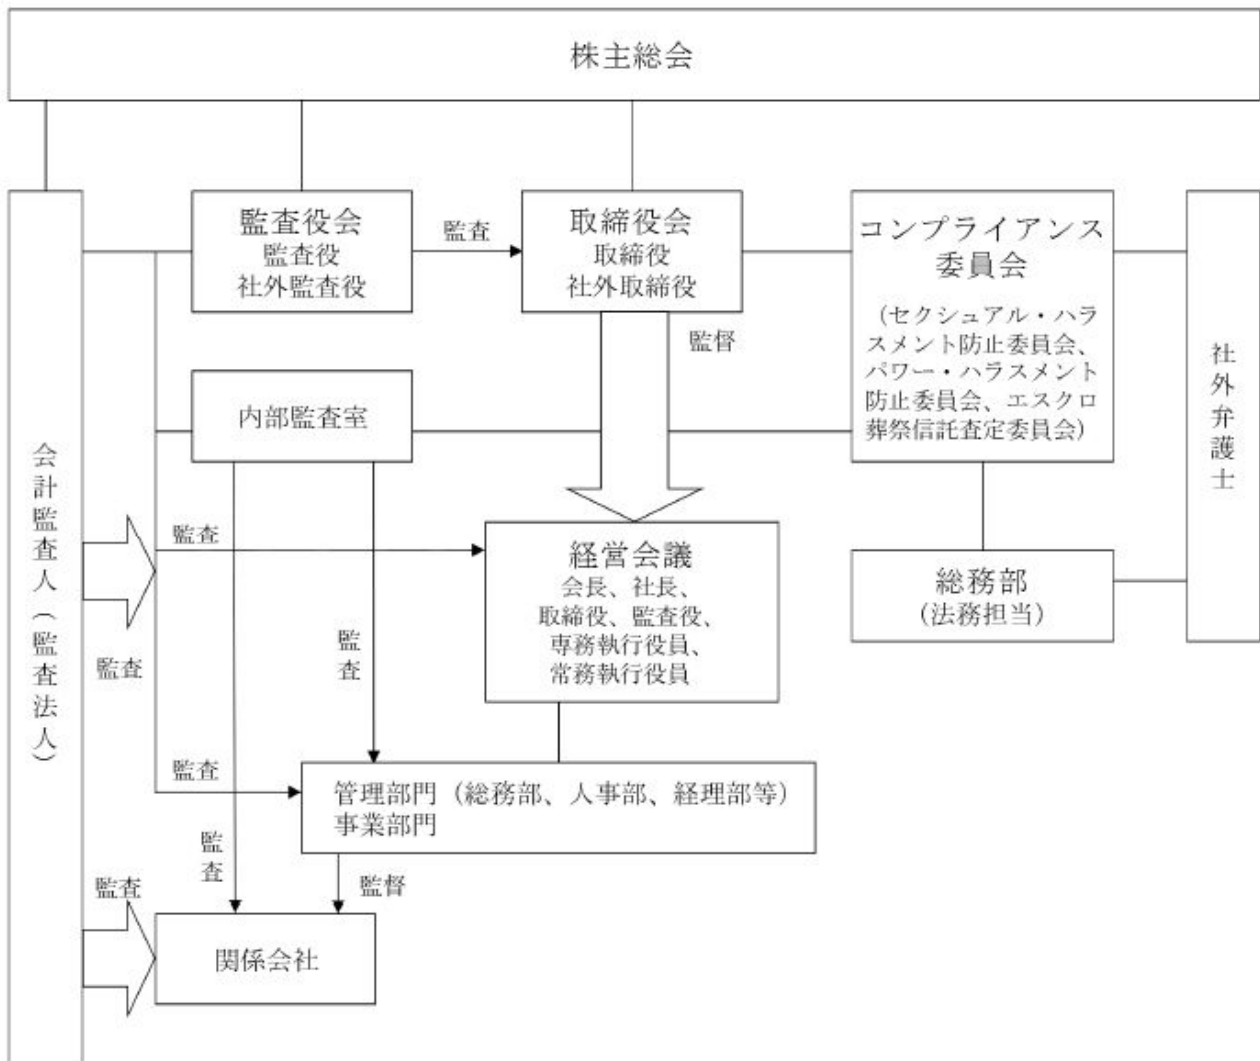 株主総会
監査役会
監査役
社外監査役
監査
取締役会
取締役
社外取締役
監督
コンプライアンス
委員会
(セクシュアル・ハラ
スメント防止委員会、
パワー・ハラスメント
防止委員会、エスクロ
葬祭信託査定委員会)
社外弁護士
内部監査室
会計監査人(監査法人)
監査
経営会議
会長、社長、
取締役、監査役、
専務執行役員、
常務執行役員
総務部
(法務担当)
監査
監査
監査
管理部門(総務部、人事部、経理部等)
事業部門
監査
監査
監督
関係会社